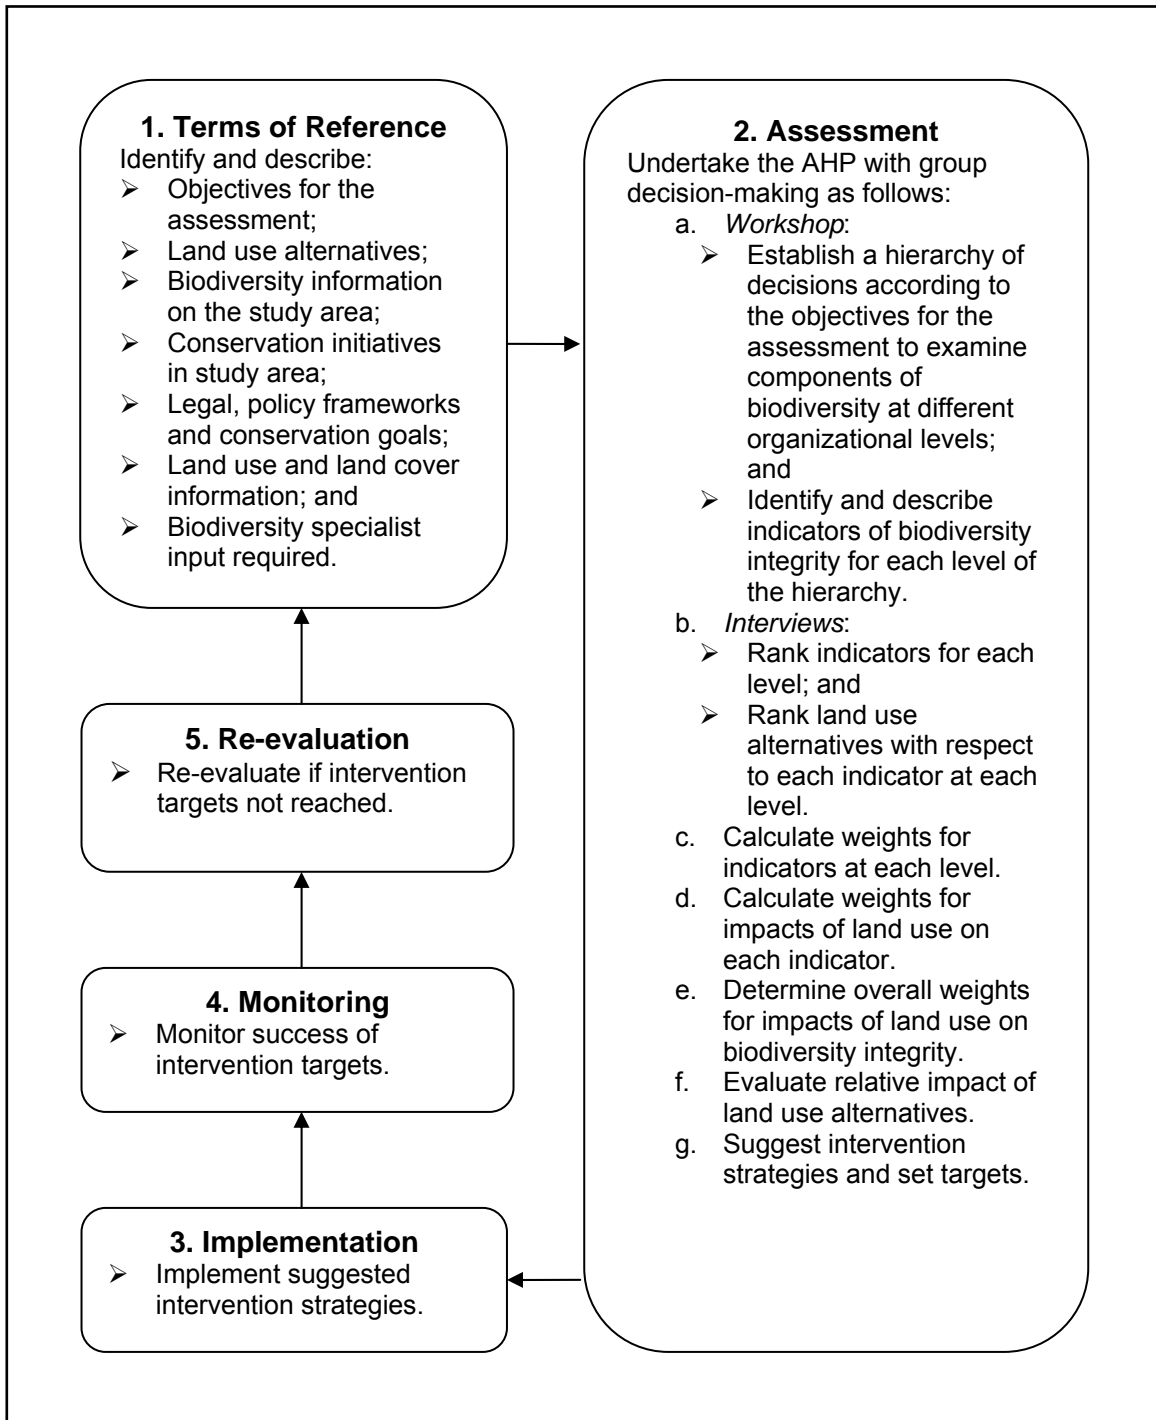 1. Terms of Reference
Identify and describe:
➢ Objectives for the
assessment;
➢ Land use alternatives;
➢ Biodiversity information
on the study area;
➢ Conservation initiatives
in study area;
➢ Legal, policy frameworks
and conservation goals;
➢ Land use and land cover
information; and
➢ Biodiversity specialist
input required.
2. Assessment
Undertake the AHP with group
decision-making as follows:
a. Workshop:
➢ Establish a hierarchy of
decisions according to
the objectives for the
assessment to examine
components of
biodiversity at different
organizational levels;
and
➢ Identify and describe
indicators of biodiversity
integrity for each level of
the hierarchy.
b. Interviews:
➢ Rank indicators for each
level; and
➢ Rank land use
alternatives with respect
to each indicator at each
level.
c. Calculate weights for
indicators at each level.
d. Calculate weights for
impacts of land use on
each indicator.
e. Determine overall weights
for impacts of land use on
biodiversity integrity.
f. Evaluate relative impact of
land use alternatives.
g. Suggest intervention
strategies and set targets.
3. Implementation
➢ Implement suggested
intervention strategies.
4. Monitoring
➢ Monitor success of
intervention targets.
5. Re-evaluation
➢ Re-evaluate if intervention
targets not reached.